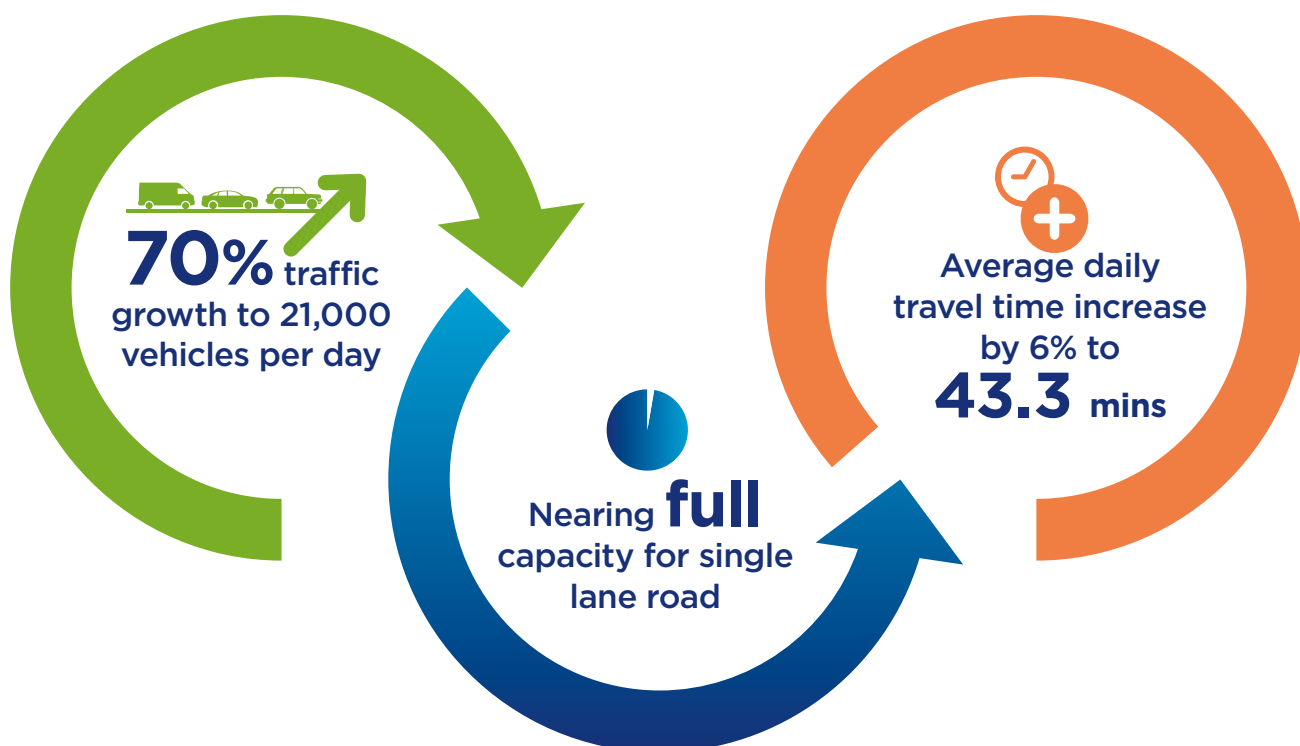 70% traffic
growth to 21,000
vehicles per day
Nearing full
capacity for single
lane road
Average daily
travel time increase
by 6% to
43.3 mins